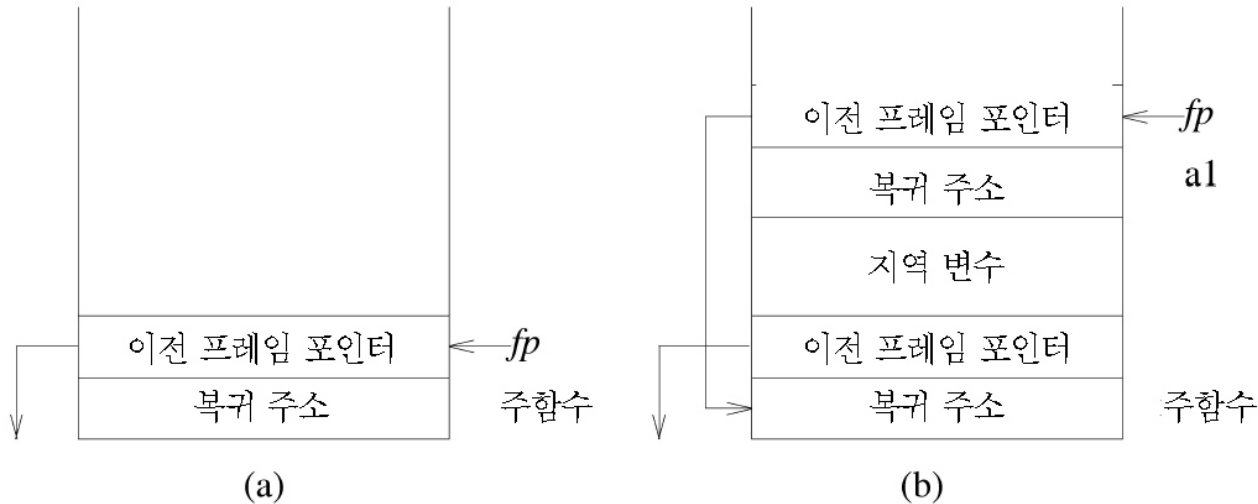 이전 프레임 포인터
fp
복귀 주소
주함수
(a)
이전 프레임 포인터
fp
복귀 주소
a1
지역 변수
이전 프레임 포인터
복귀 주소
주함수
(b)